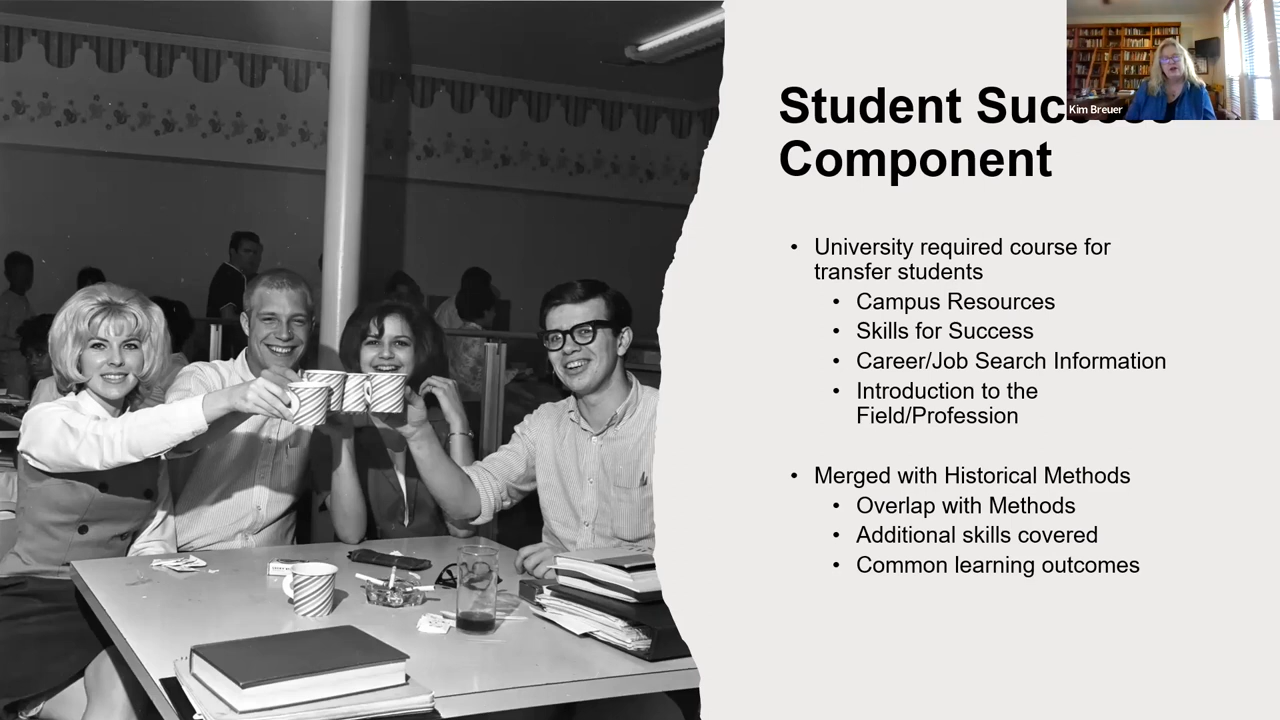 Kim Breuer
Student Success
Component
• University required course for
transfer students
• Campus Resources
• Skills for Success
• Career/Job Search Information
• Introduction to the
Field/Profession
• Merged with Historical Methods
• Overlap with Methods
• Additional skills covered
• Common learning outcomes